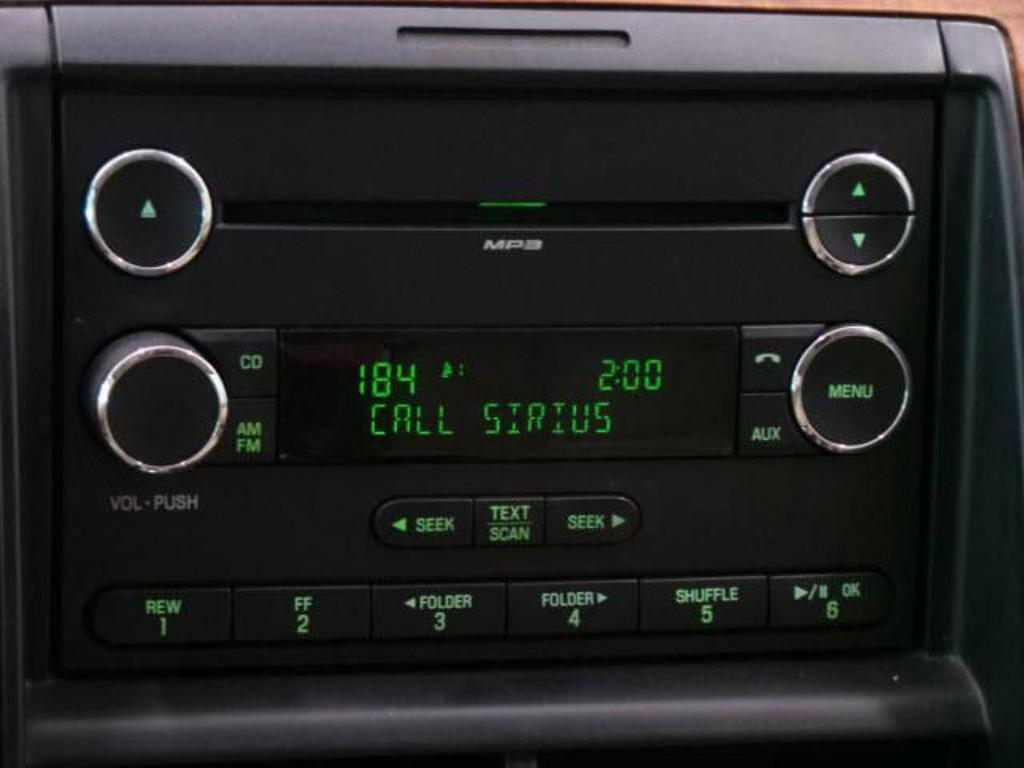 MP3
CD
184 2:00
CALL SIRIUS
AM
FM
MENU
AUX
VOL - PUSH
◀ SEEK
TEXT
SCAN
SEEK ▶
REW
1
FF
2
◀ FOLDER
3
FOLDER ▶
4
SHUFFLE
5
▶/II OK
6